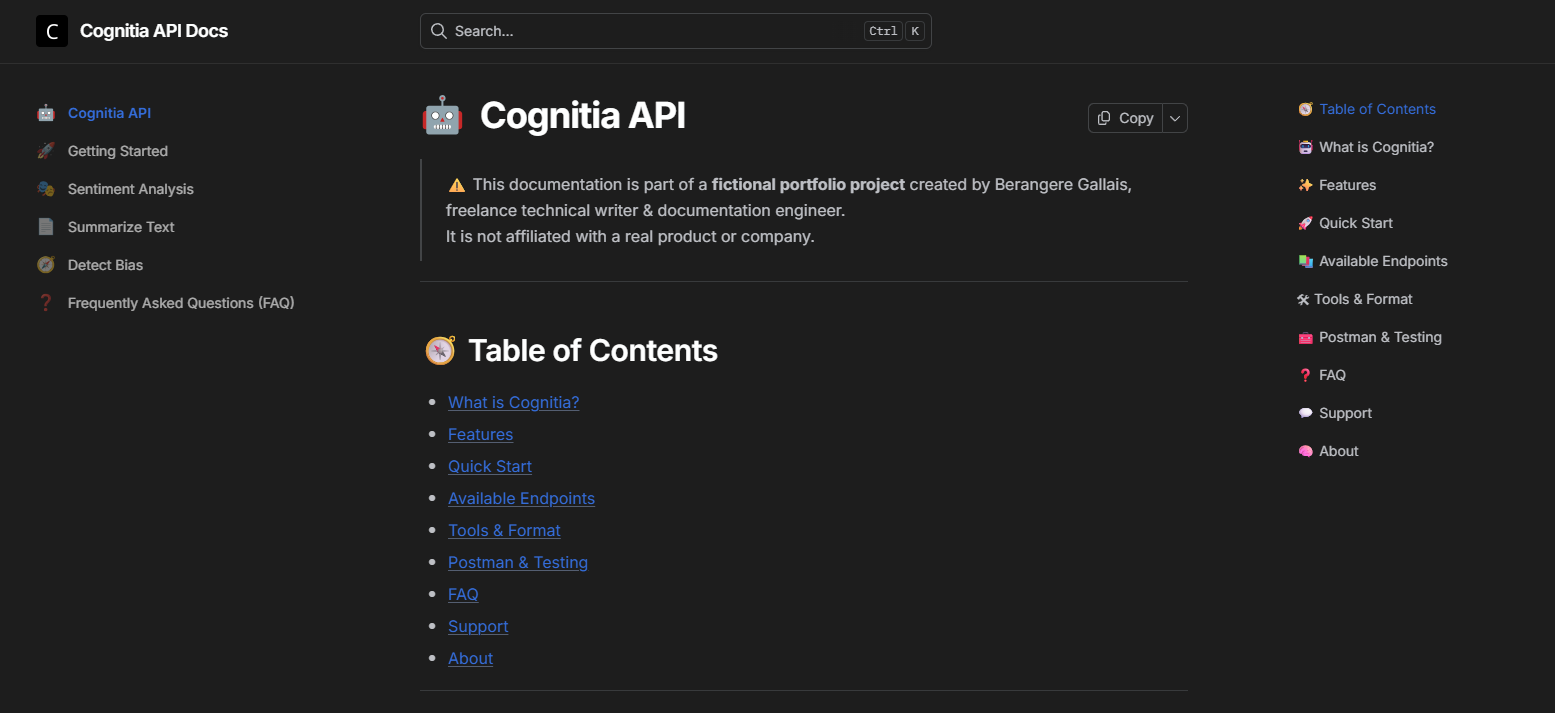 C Cognitia API Docs
Search... Ctrl K
Cognitia API
Getting Started
Sentiment Analysis
Summarize Text
Detect Bias
Frequently Asked Questions (FAQ)
Cognitia API
Copy
This documentation is part of a fictional portfolio project created by Berangere Gallais,
freelance technical writer & documentation engineer.
It is not affiliated with a real product or company.
Table of Contents
What is Cognitia?
Features
Quick Start
Available Endpoints
Tools & Format
Postman & Testing
FAQ
Support
About
Table of Contents
What is Cognitia?
Features
Quick Start
Available Endpoints
Tools & Format
Postman & Testing
FAQ
Support
About